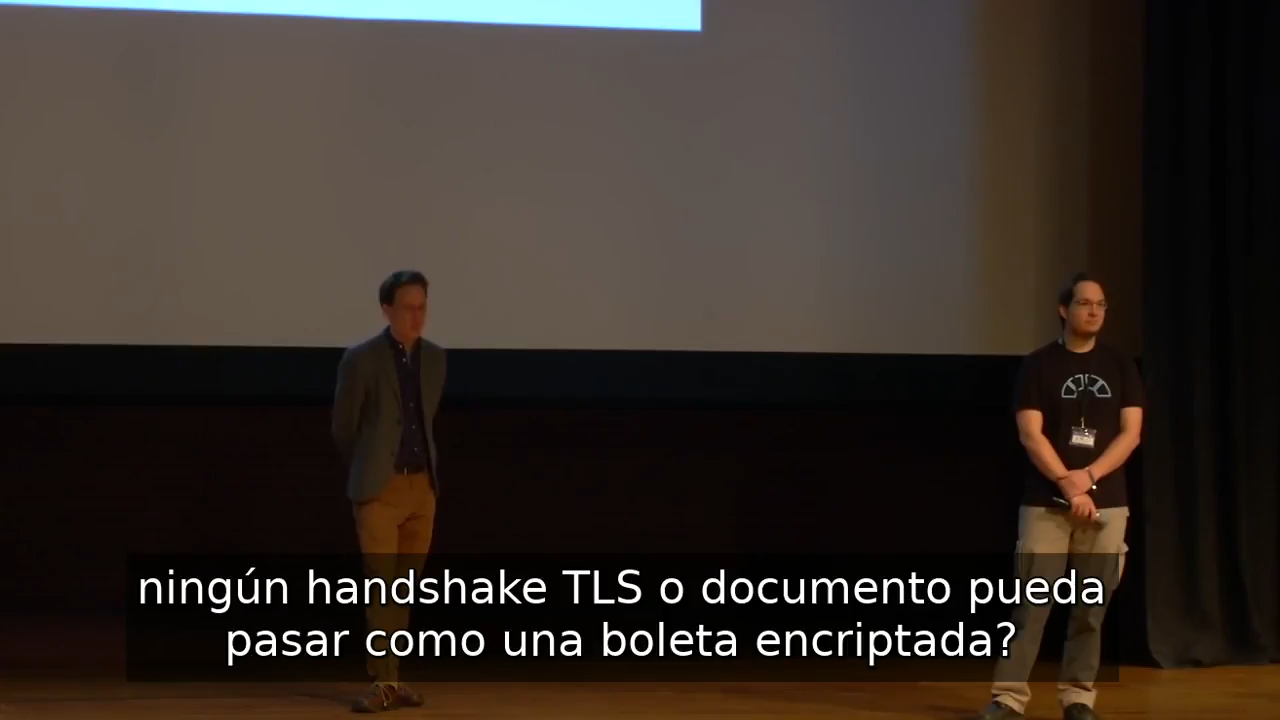 ningún handshake TLS o documento pueda
pasar como una boleta encriptada?